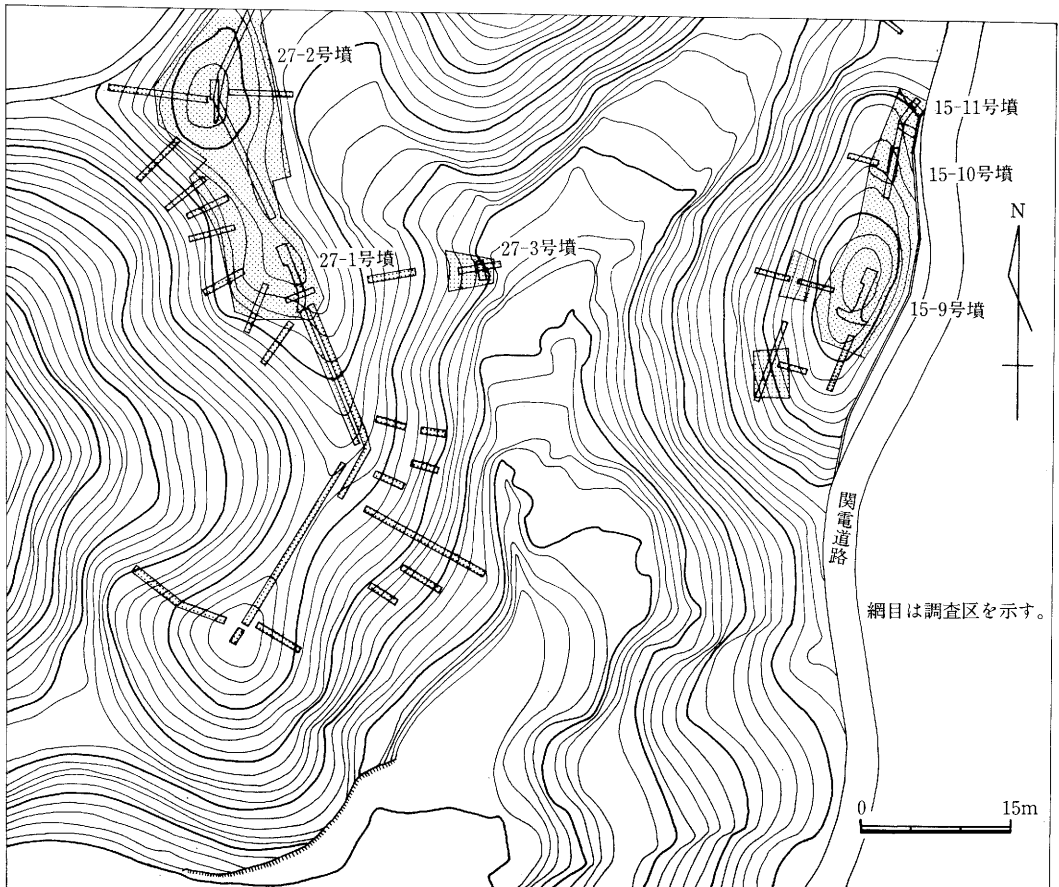 27-2号墳
15-11号墳
15-10号墳
N
27-1号墳
27-3号墳
15-9号墳
関電道路
網目は調査区を示す。
0 15m